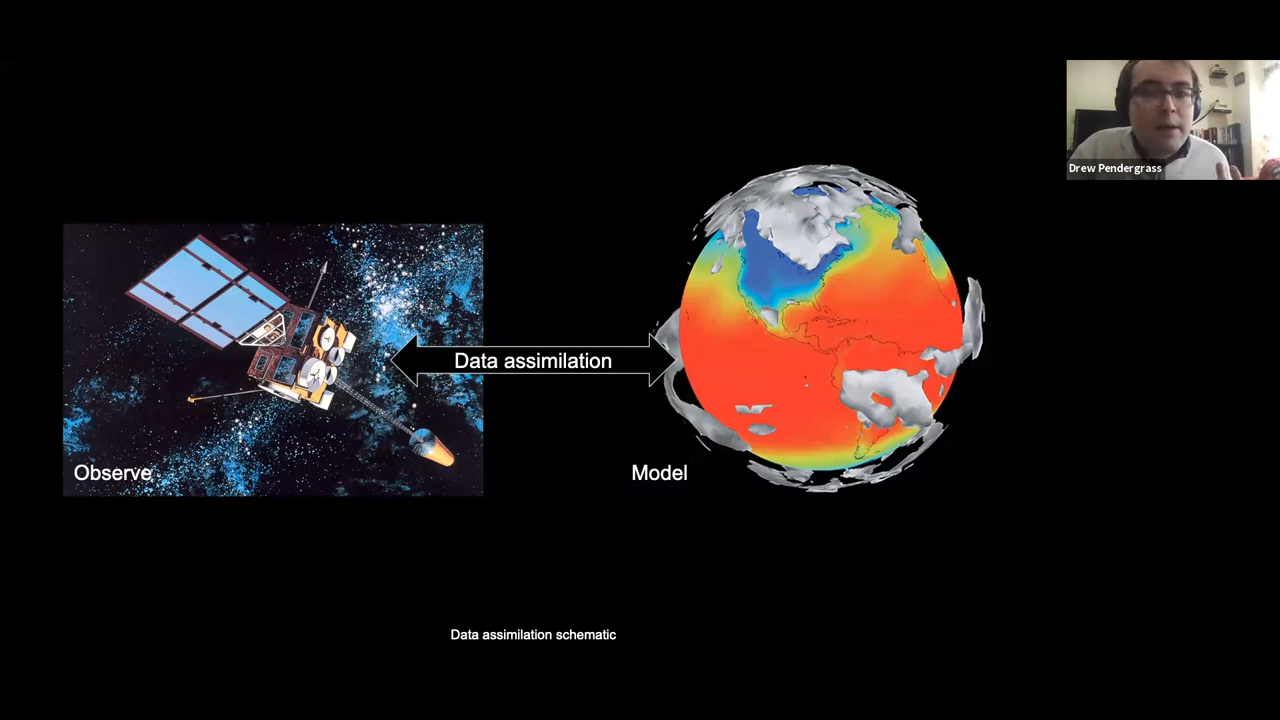 Drew Pendergrass
Data assimilation
Observe
Model
Data assimilation schematic